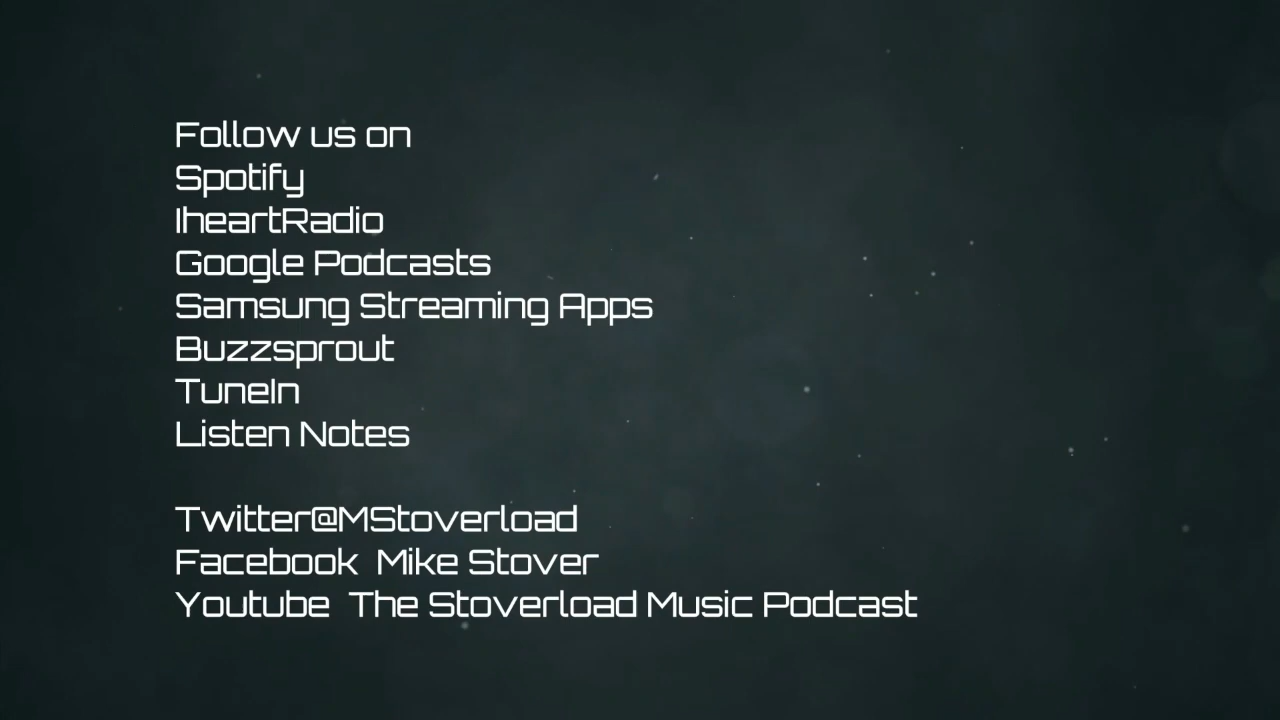 Follow us on
Spotify
IheartRadio
Google Podcasts
Samsung Streaming Apps
Buzzsprout
TuneIn
Listen Notes
Twitter@MStoverload
Facebook  Mike Stover
Youtube  The Stoverload Music Podcast